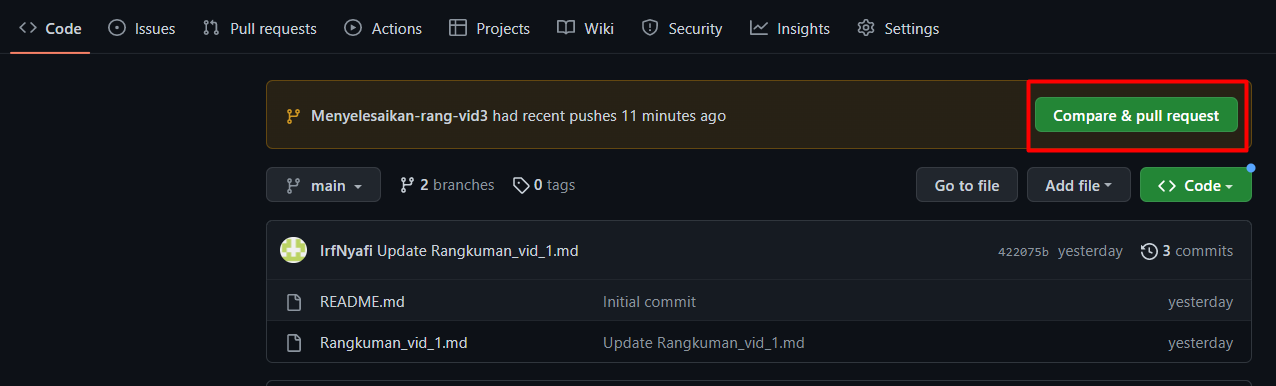 Code Issues Pull requests Actions Projects Wiki Security Insights Settings
Menyelesaikan-rang-vid3 had recent pushes 11 minutes ago Compare & pull request
main 2 branches 0 tags Go to file Add file Code
IrfNyafi Update Rangkuman_vid_1.md 422075b yesterday 3 commits
README.md Initial commit yesterday
Rangkuman_vid_1.md Update Rangkuman_vid_1.md yesterday